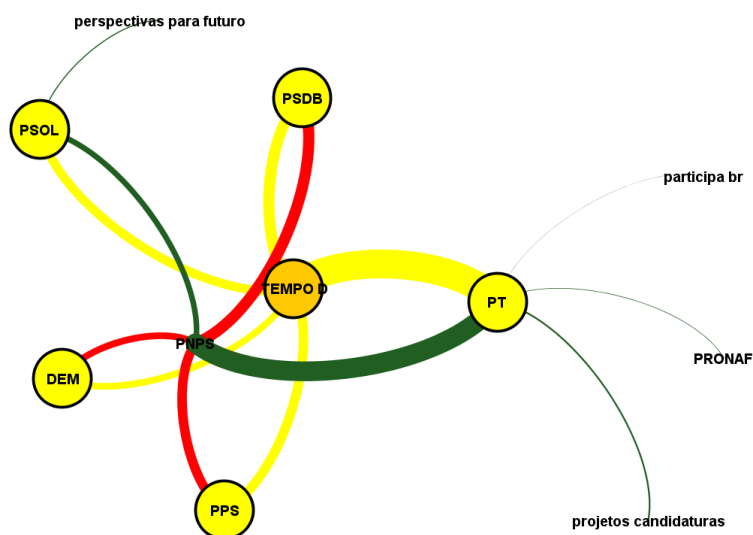 perspectivas para futuro
PSDB
PSOL
participa br
TEMPO D
PT
PNPS
PRONAF
DEM
PPS
projetos candidaturas